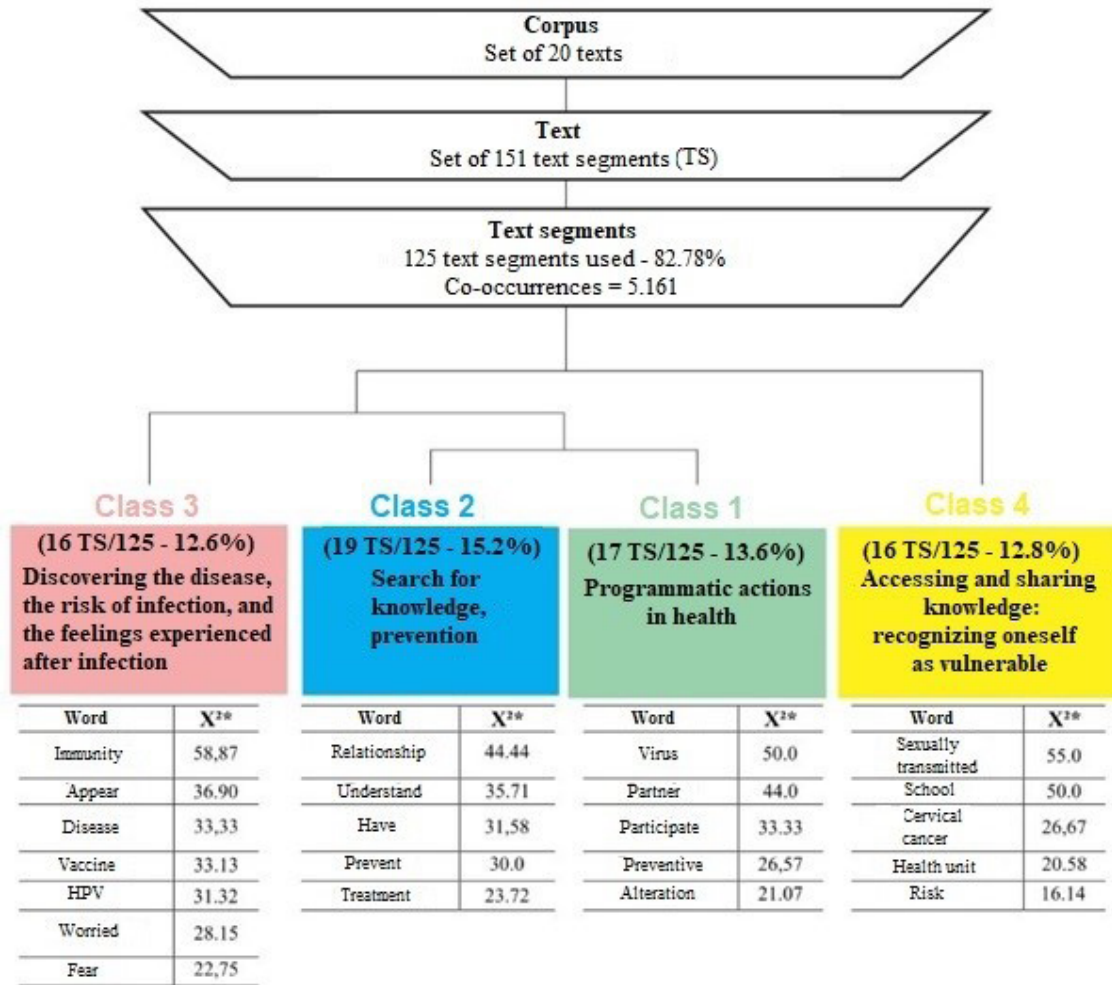 Corpus
Set of 20 texts
Text
Set of 151 text segments (TS)
Text segments
125 text segments used - 82.78%
Co-occurrences = 5.161
Class 3
(16 TS/125 - 12.6%)
Discovering the disease,
the risk of infection, and
the feelings experienced
after infection
Word X²*
Immunity 58,87
Appear 36.90
Disease 33,33
Vaccine 33.13
HPV 31.32
Worried 28.15
Fear 22,75
Class 2
(19 TS/125 - 15.2%)
Search for
knowledge,
prevention
Word X²*
Relationship 44.44
Understand 35.71
Have 31,58
Prevent 30.0
Treatment 23.72
Class 1
(17 TS/125 - 13.6%)
Programmatic actions
in health
Word X²*
Virus 50.0
Partner 44.0
Participate 33.33
Preventive 26,57
Alteration 21.07
Class 4
(16 TS/125 - 12.8%)
Accessing and sharing
knowledge:
recognizing oneself
as vulnerable
Word X²*
Sexually
transmitted 55.0
School 50.0
Cervical
cancer 26,67
Health unit 20.58
Risk 16.14